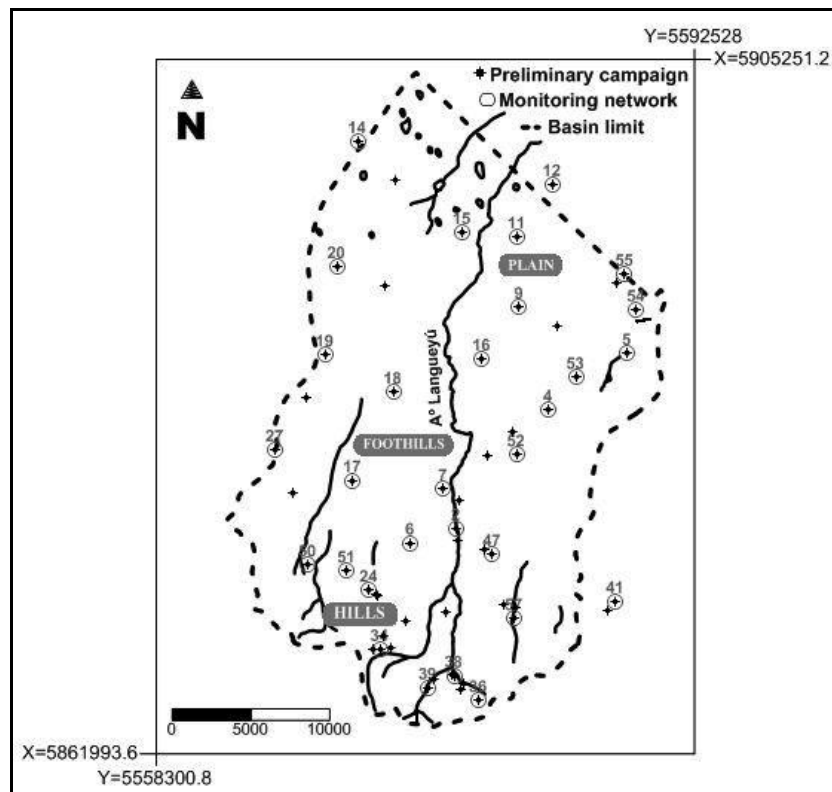 Y=5592528
X=5905251.2
Preliminary campaign
Monitoring network
Basin limit
N
14
12
15
11
20
PLAIN
55
9
54
16
5
19
53
18
4
A° Langueyú
FOOTHILLS
27
52
17
7
2
6
47
50
51
24
41
HILLS
57
34
38
39
36
0 5000 10000
X=5861993.6
Y=5558300.8